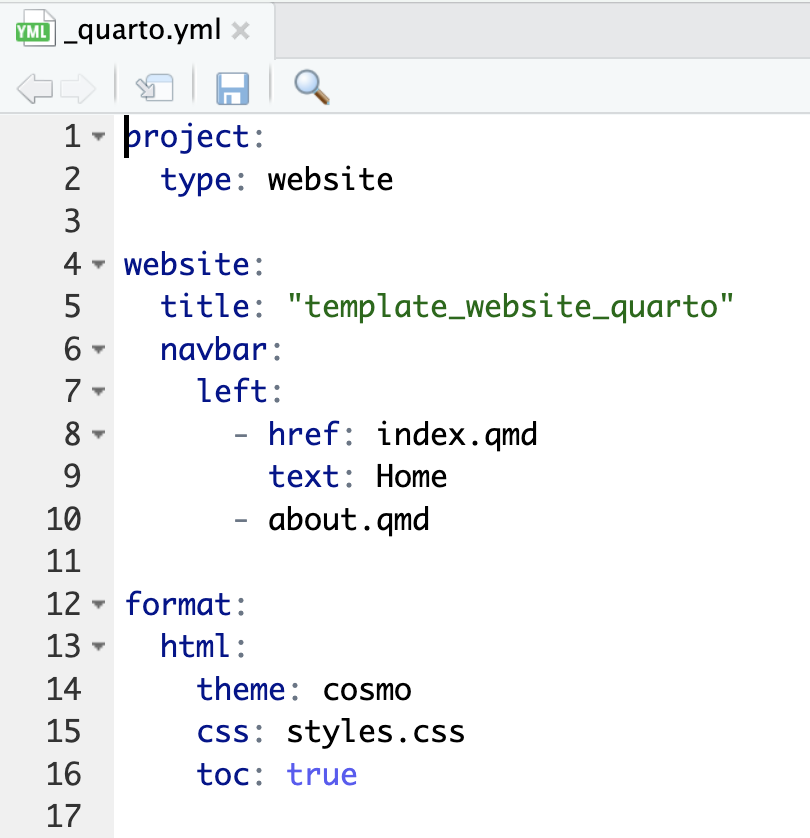 YML _quarto.yml
1 project:
2   type: website
3
4 website:
5   title: "template_website_quarto"
6   navbar:
7     left:
8       - href: index.qmd
9         text: Home
10       - about.qmd
11
12 format:
13   html:
14     theme: cosmo
15     css: styles.css
16     toc: true
17